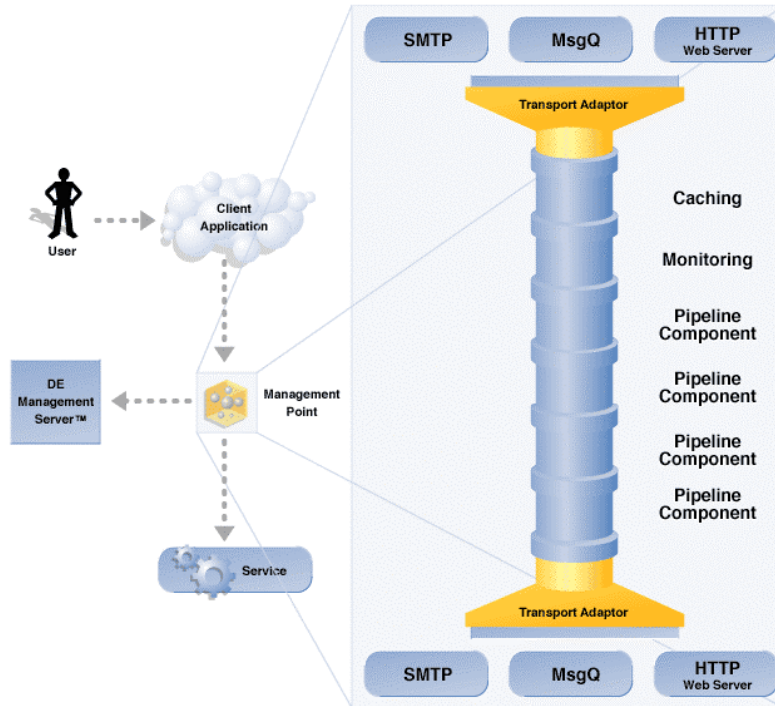 SMTP
MsgQ
HTTP
Web Server
Transport Adaptor
Client
Application
User
Caching
Monitoring
Pipeline
Component
DE
Management
Server™
Management
Point
Pipeline
Component
Pipeline
Component
Pipeline
Component
Service
Transport Adaptor
SMTP
MsgQ
HTTP
Web Server